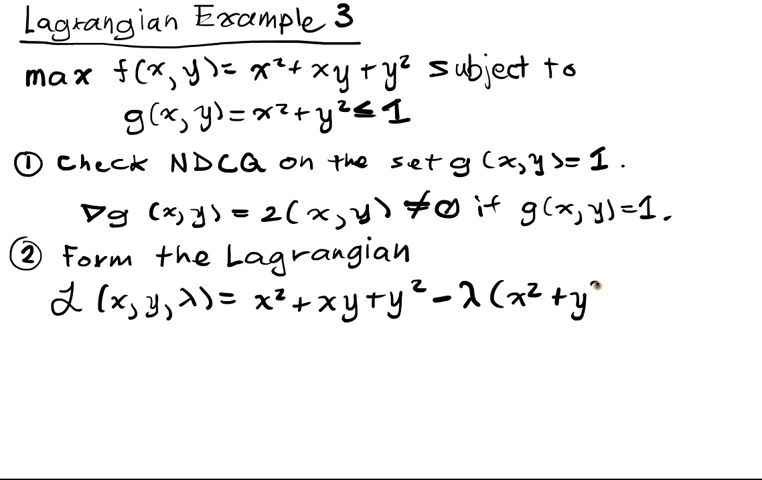 Lagrangian Example 3
max f(x,y)= x²+xy+y² subject to
g(x,y)=x²+y²≤1
① Check NDCQ on the set g(x,y)=1.
∇g (x,y) = 2(x,y) ≠0 if g(x,y)=1.
② Form the Lagrangian
ℒ (x,y,λ)= x²+xy+y²-λ(x²+y²